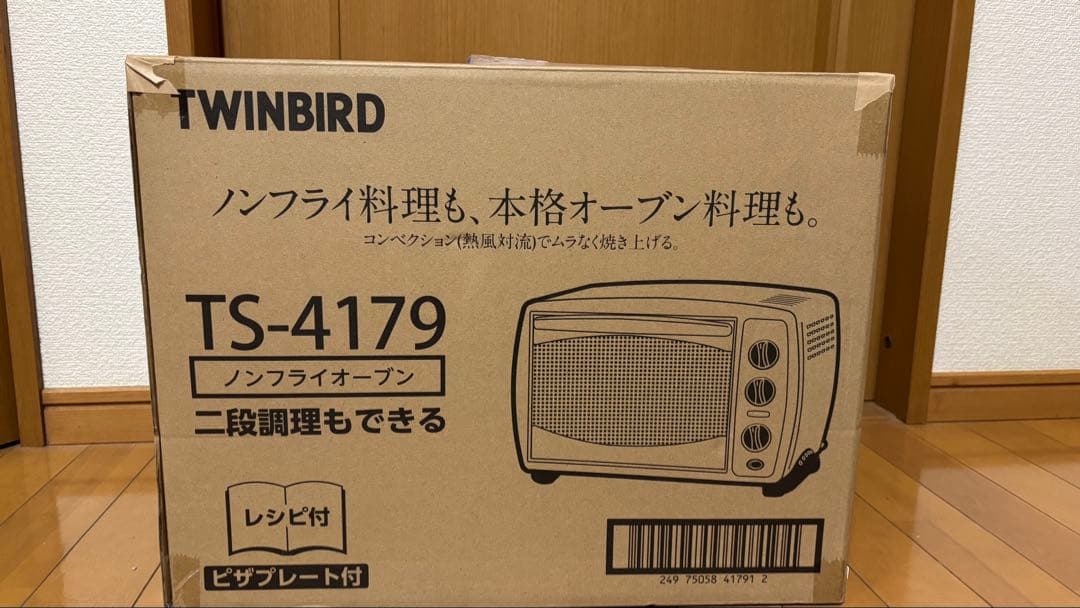 TWINBIRD
ノンフライ料理も、本格オーブン料理も。
コンベクション(熱風対流)でムラなく焼き上げる。
TS-4179
ノンフライオーブン
二段調理もできる
レシピ付
ピザプレート付
249 75058 41791 2